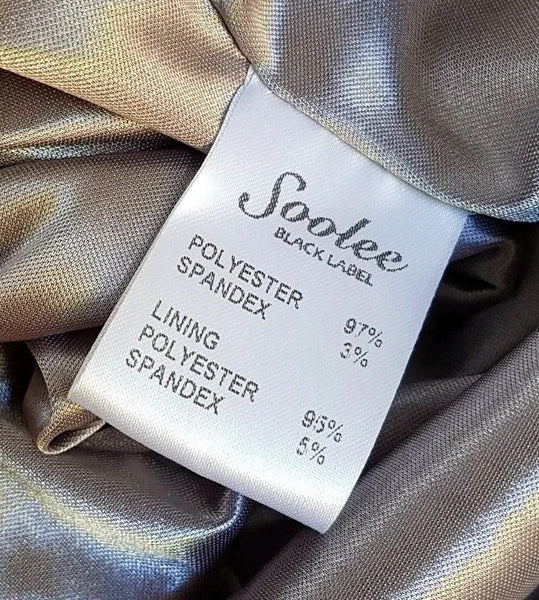 Soolee
BLACK LABEL
POLYESTER 97%
SPANDEX 3%
LINING
POLYESTER 95%
SPANDEX 5%